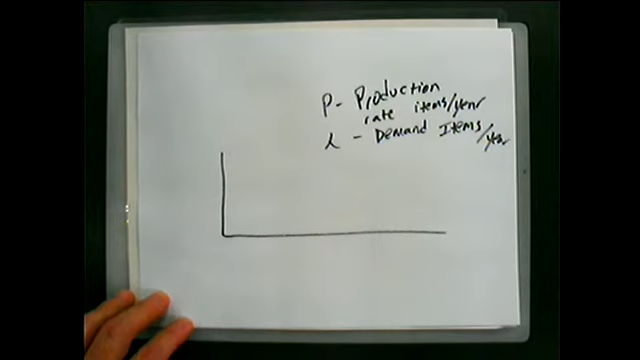 P- Production
rate items/year
λ - Demand Items/year